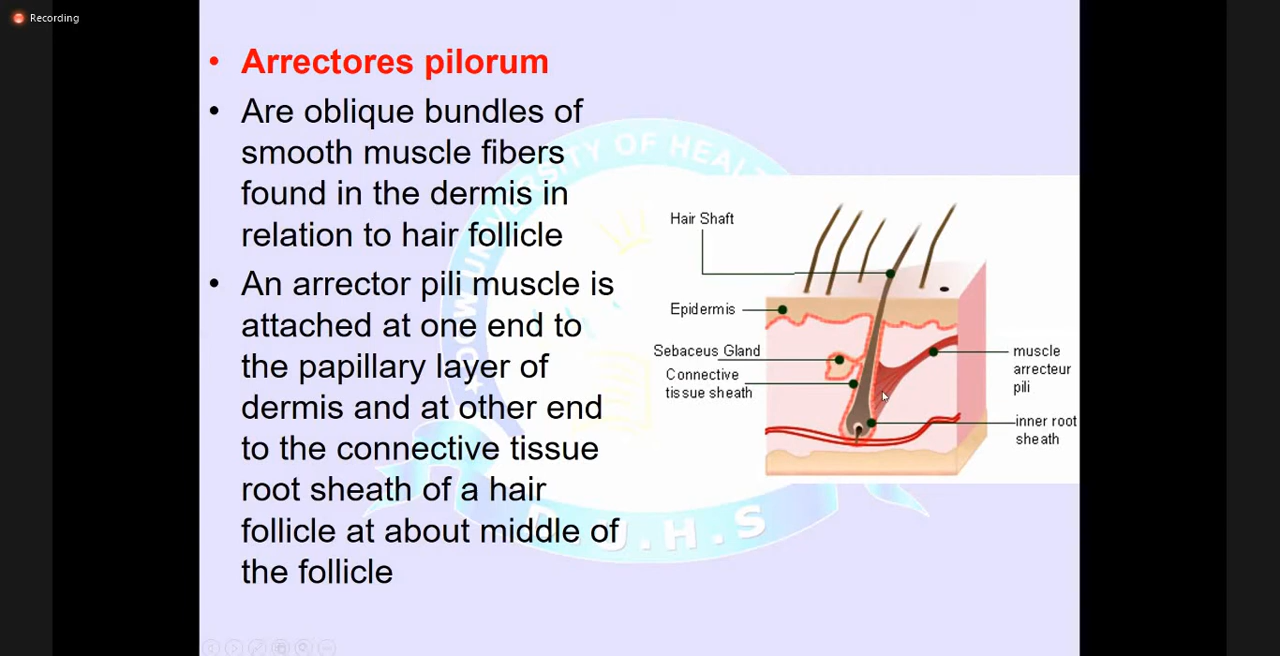 Recording
• Arrectores pilorum
• Are oblique bundles of
smooth muscle fibers
found in the dermis in
relation to hair follicle
• An arrector pili muscle is
attached at one end to
the papillary layer of
dermis and at other end
to the connective tissue
root sheath of a hair
follicle at about middle of
the follicle
Hair Shaft
Epidermis
Sebaceus Gland
Connective
tissue sheath
muscle
arrecteur
pili
inner root
sheath
UNIVERSITY OF
D.U.H.S